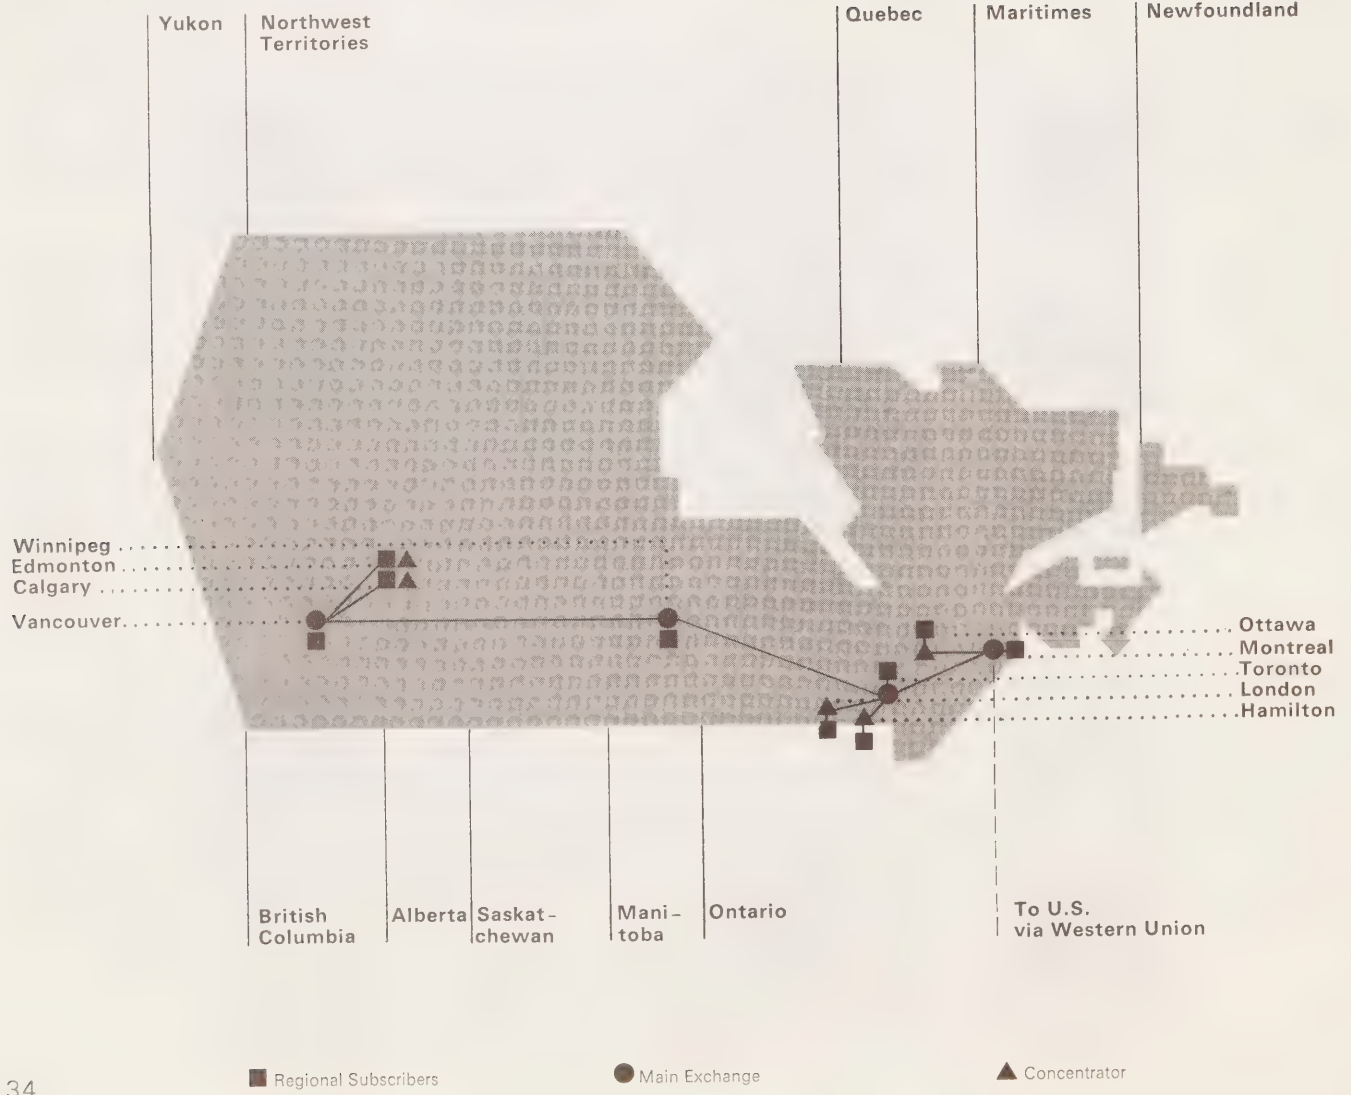 Yukon
Northwest
Territories
Quebec
Maritimes
Newfoundland
Winnipeg
Edmonton
Calgary
Vancouver
Ottawa
Montreal
Toronto
London
Hamilton
British
Columbia
Alberta
Saskat-
chewan
Mani-
toba
Ontario
To U.S.
via Western Union
Regional Subscribers
Main Exchange
Concentrator
34